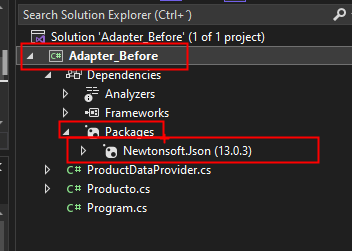 Search Solution Explorer (Ctrl+´)
Solution 'Adapter_Before' (1 of 1 project)
C# Adapter_Before
Dependencies
Analyzers
Frameworks
Packages
Newtonsoft.Json (13.0.3)
C# ProductDataProvider.cs
C# Producto.cs
C# Program.cs